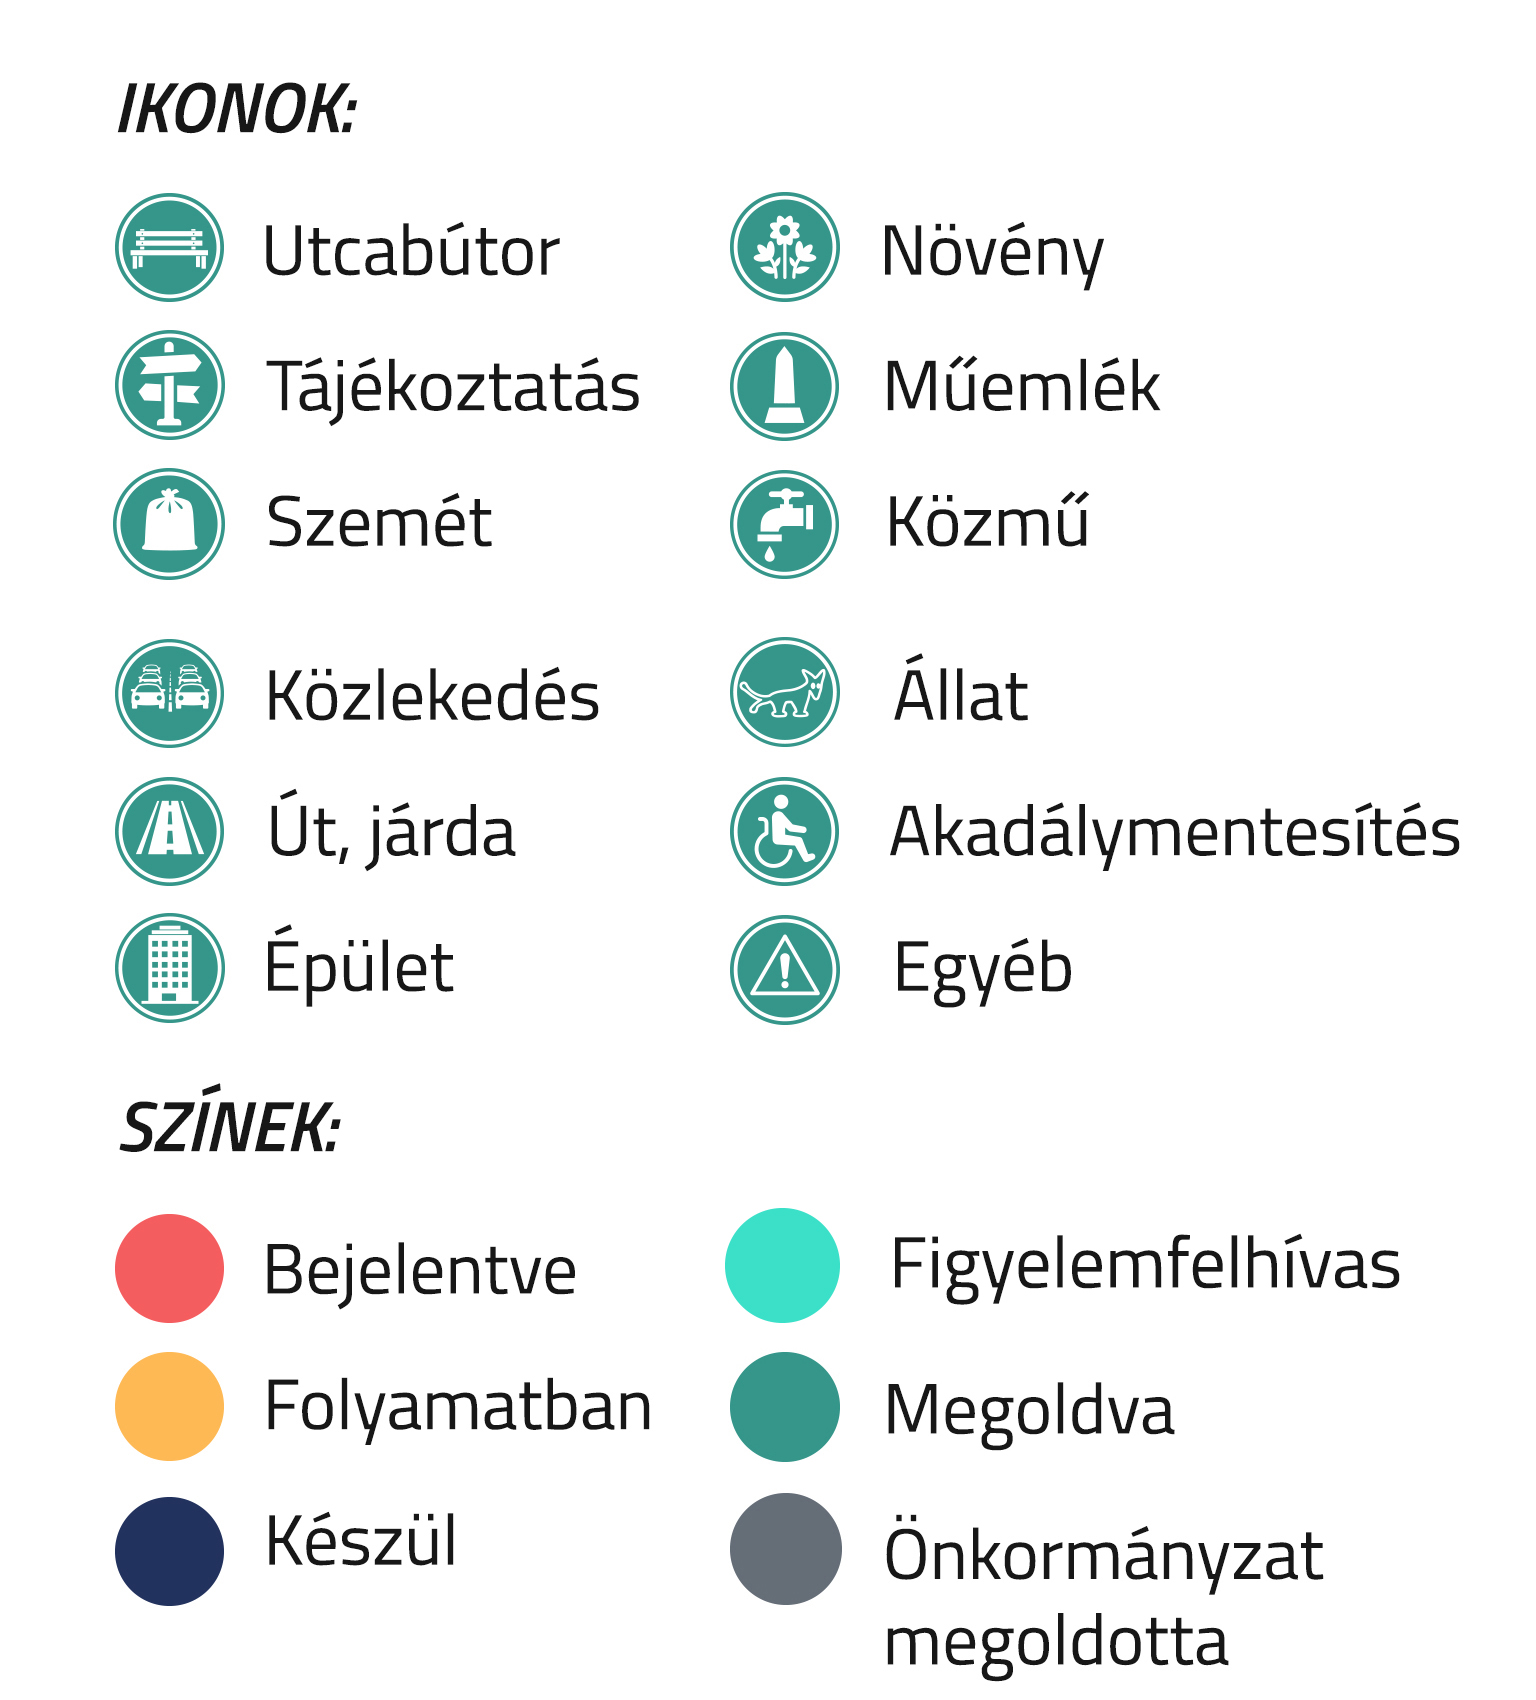 IKONOK:
Utcabútor
Növény
Tájékoztatás
Műemlék
Szemét
Közmű
Közlekedés
Állat
Út, járda
Akadálymentesítés
Épület
Egyéb
SZÍNEK:
Bejelentve
Figyelemfelhívas
Folyamatban
Megoldva
Készül
Önkormányzat
megoldotta